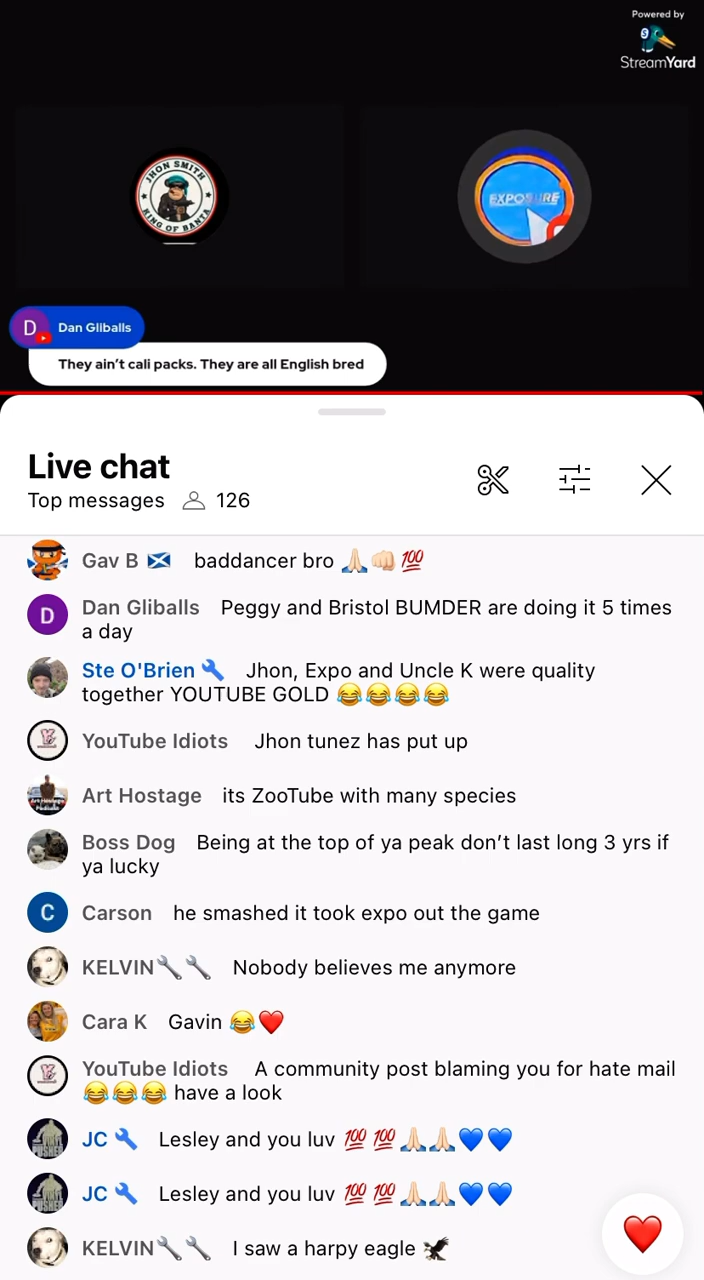 Powered by
StreamYard
JHON SMITH
KING OF BANTA
EXPOSURE
D Dan Gliballs
They ain't cali packs. They are all English bred
Live chat
Top messages 126
Gav B 🏴󠁧󠁢󠁳󠁣󠁴󠁿 baddancer bro 🙏🏻👊🏻💯
D Dan Gliballs Peggy and Bristol BUMDER are doing it 5 times
a day
Ste O'Brien 🔧 Jhon, Expo and Uncle K were quality
together YOUTUBE GOLD 😂😂😂😂
YouTube Idiots Jhon tunez has put up
Art Hostage its ZooTube with many species
Boss Dog Being at the top of ya peak don't last long 3 yrs if
ya lucky
C Carson he smashed it took expo out the game
KELVIN🔧🔧 Nobody believes me anymore
Cara K Gavin 😂❤️
YouTube Idiots A community post blaming you for hate mail
😂😂😂 have a look
JC 🔧 Lesley and you luv 💯💯🙏🏻🙏🏻💙💙
JC 🔧 Lesley and you luv 💯💯🙏🏻🙏🏻💙💙
KELVIN🔧🔧 I saw a harpy eagle 🦅